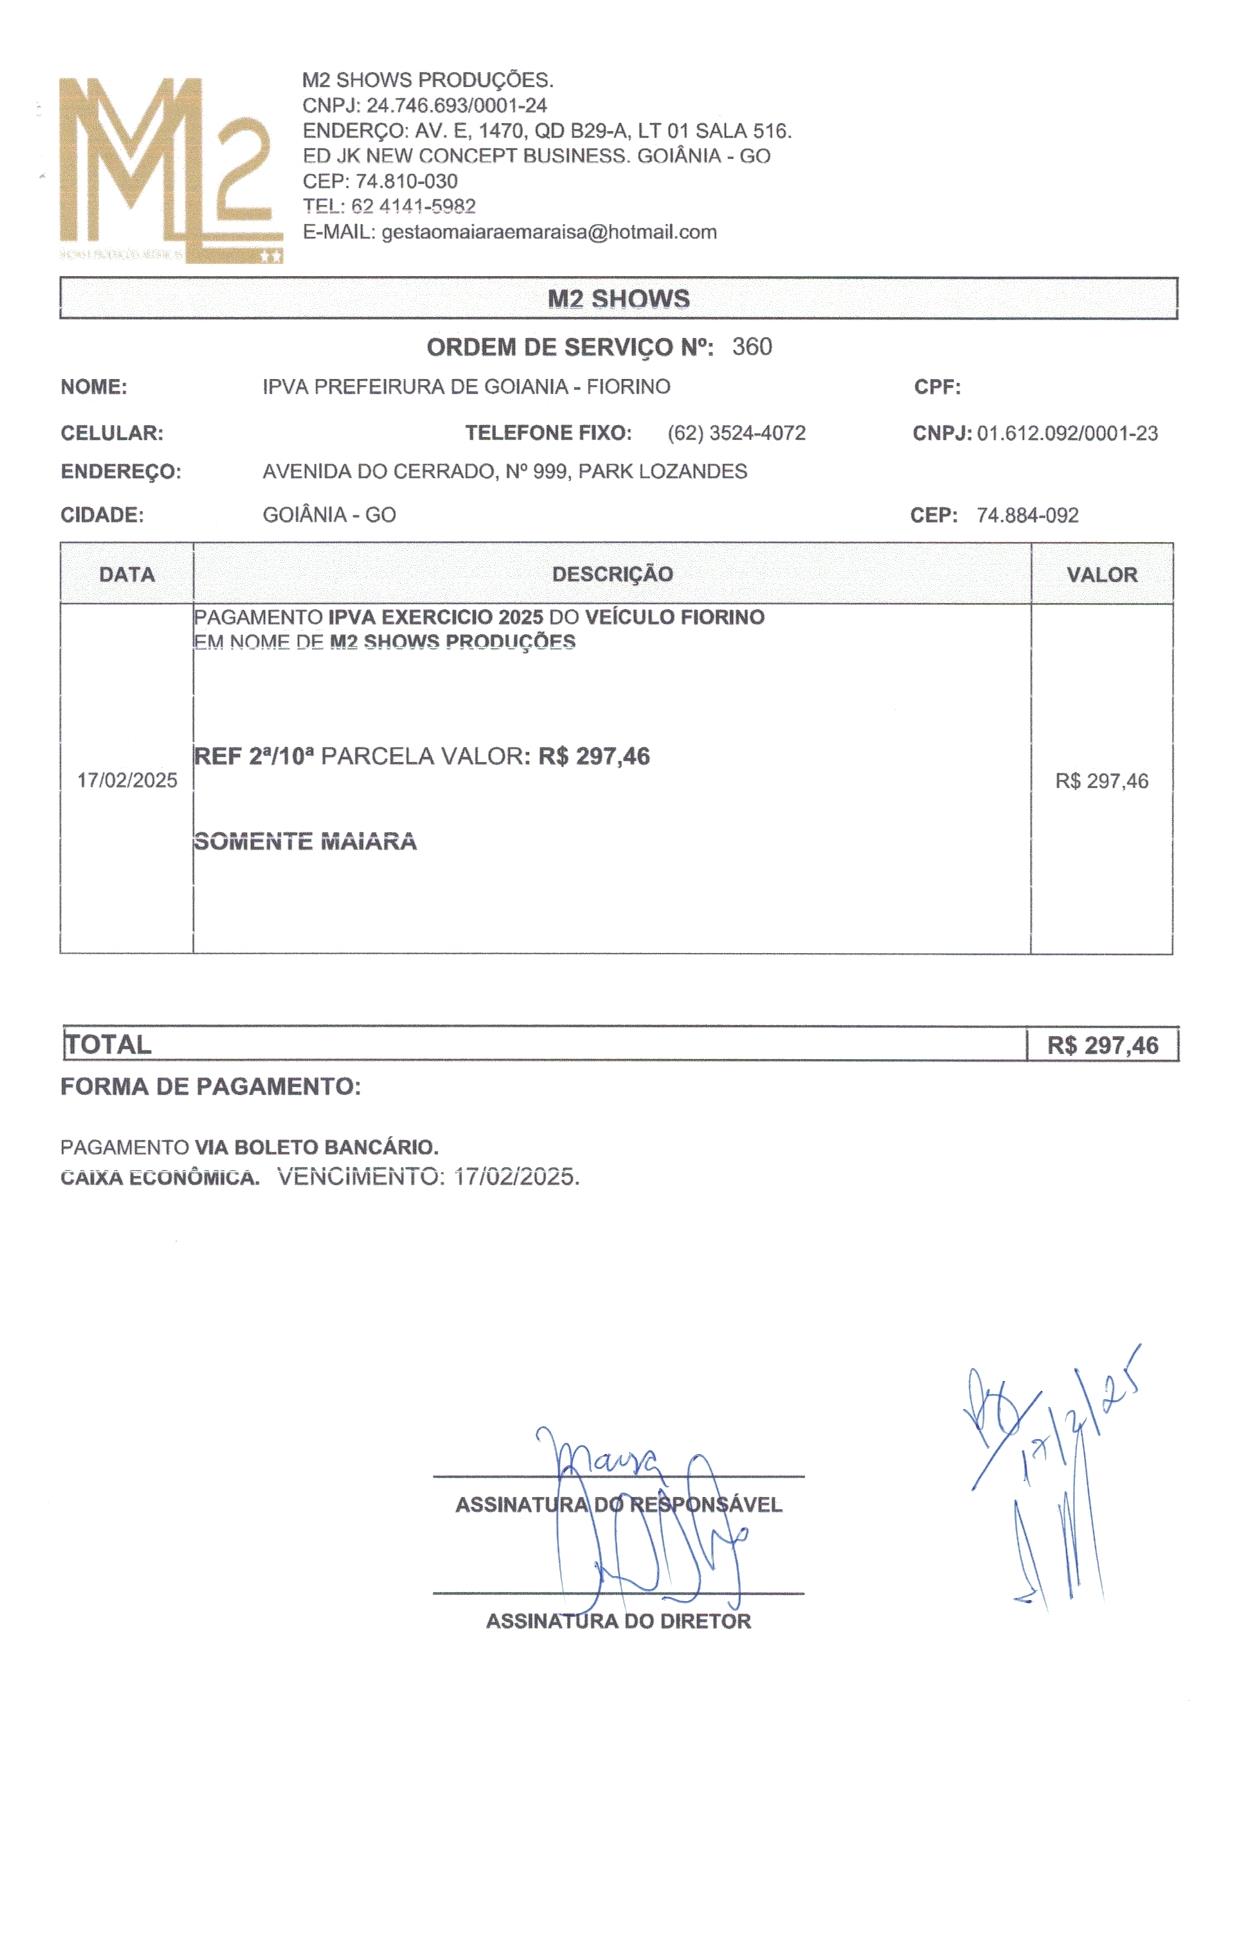 M2 SHOWS PRODUÇÕES.
CNPJ: 24.746.693/0001-24
ENDERÇO: AV. E, 1470, QD B29-A, LT 01 SALA 516.
ED JK NEW CONCEPT BUSINESS. GOIÂNIA - GO
CEP: 74.810-030
TEL: 62 4141-5982
E-MAIL: gestaomaiaraemaraisa@hotmail.com
M2
SHOWS E PRODUÇÕES ARTÍSTICAS
M2 SHOWS
ORDEM DE SERVIÇO Nº: 360
NOME: IPVA PREFEIRURA DE GOIANIA - FIORINO CPF:
CELULAR: TELEFONE FIXO: (62) 3524-4072 CNPJ: 01.612.092/0001-23
ENDEREÇO: AVENIDA DO CERRADO, Nº 999, PARK LOZANDES
CIDADE: GOIÂNIA - GO CEP: 74.884-092
DATA DESCRIÇÃO VALOR
PAGAMENTO IPVA EXERCICIO 2025 DO VEÍCULO FIORINO
EM NOME DE M2 SHOWS PRODUÇÕES
REF 2ª/10ª PARCELA VALOR: R$ 297,46
17/02/2025 R$ 297,46
SOMENTE MAIARA
TOTAL R$ 297,46
FORMA DE PAGAMENTO:
PAGAMENTO VIA BOLETO BANCÁRIO.
CAIXA ECONÔMICA. VENCIMENTO: 17/02/2025.
17/2/25
ASSINATURA DO RESPONSÁVEL
ASSINATURA DO DIRETOR